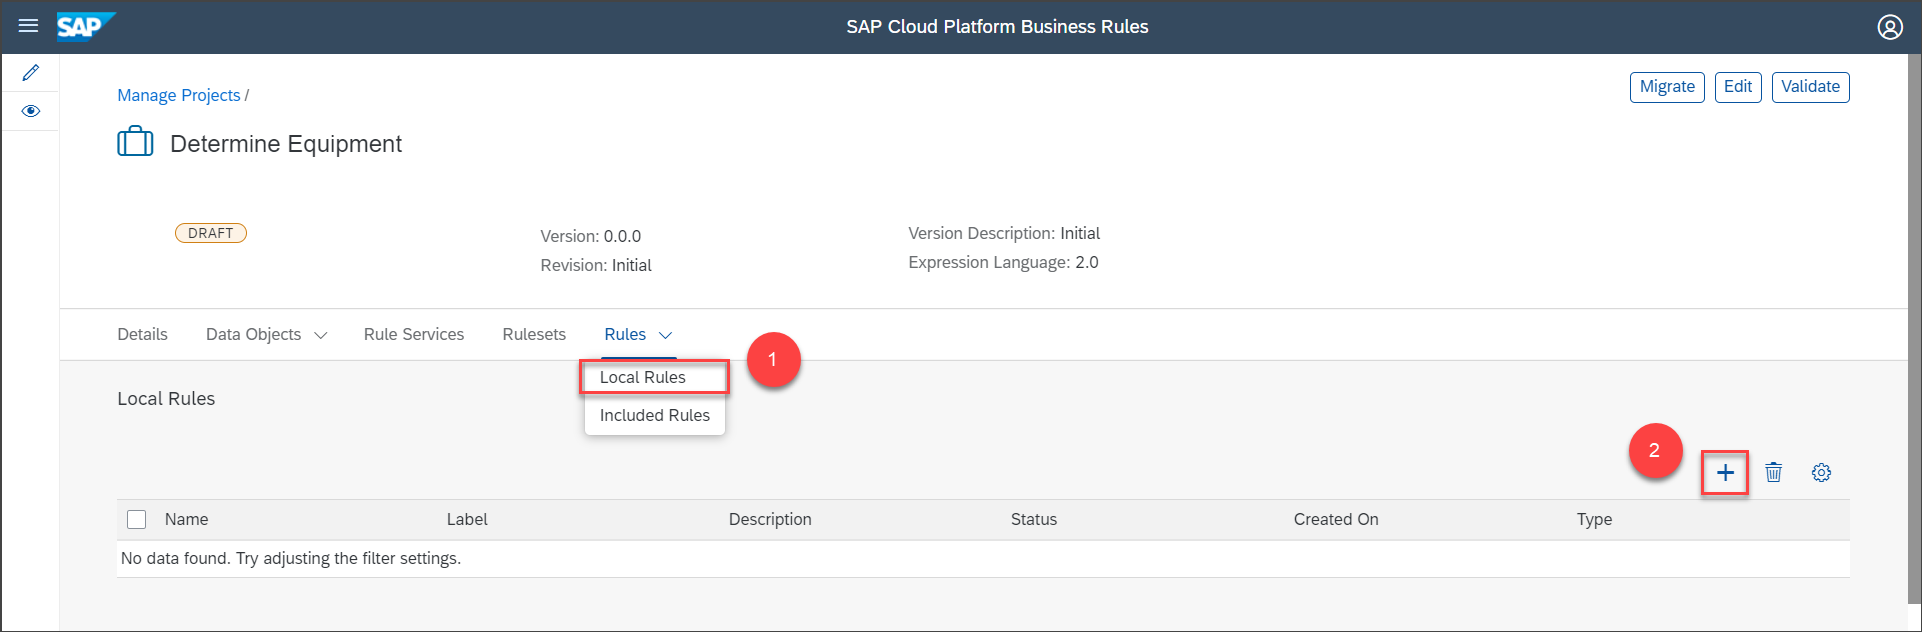 SAP SAP Cloud Platform Business Rules
Manage Projects / Migrate Edit Validate
Determine Equipment
DRAFT
Version: 0.0.0
Revision: Initial
Version Description: Initial
Expression Language: 2.0
Details Data Objects Rule Services Rulesets Rules
1
Local Rules
Included Rules
Local Rules
2
Name Label Description Status Created On Type
No data found. Try adjusting the filter settings.